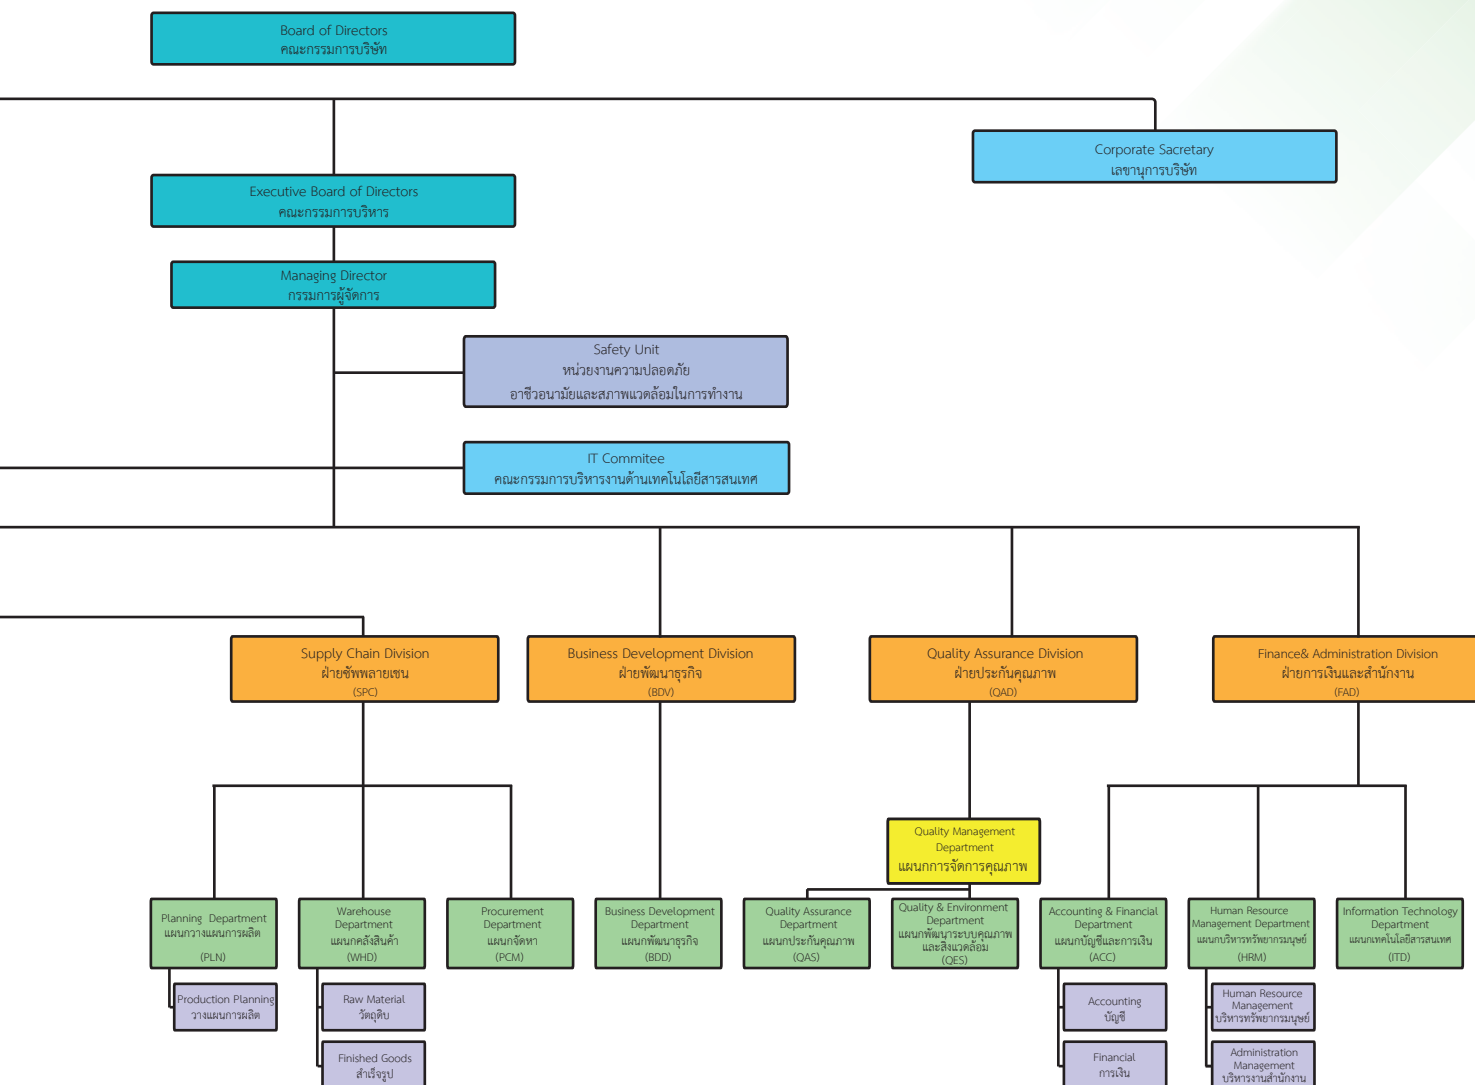 Board of Directors
คณะกรรมการบริษัท
Corporate Sacretary
เลขานุการบริษัท
Executive Board of Directors
คณะกรรมการบริหาร
Managing Director
กรรมการผู้จัดการ
Safety Unit
หน่วยงานความปลอดภัย
อาชีวอนามัยและสภาพแวดล้อมในการทำงาน
IT Commitee
คณะกรรมการบริหารงานด้านเทคโนโลยีสารสนเทศ
Supply Chain Division
ฝ่ายซัพพลายเชน
(SPC)
Business Development Division
ฝ่ายพัฒนาธุรกิจ
(BDV)
Quality Assurance Division
ฝ่ายประกันคุณภาพ
(QAD)
Finance& Administration Division
ฝ่ายการเงินและสำนักงาน
(FAD)
Quality Management
Department
แผนกการจัดการคุณภาพ
Planning Department
แผนกวางแผนการผลิต
(PLN)
Warehouse
Department
แผนกคลังสินค้า
(WHD)
Procurement
Department
แผนกจัดหา
(PCM)
Business Development
Department
แผนกพัฒนาธุรกิจ
(BDD)
Quality Assurance
Department
แผนกประกันคุณภาพ
(QAS)
Quality & Environment
Department
แผนกพัฒนาระบบคุณภาพ
และสิ่งแวดล้อม
(QES)
Accounting & Financial
Department
แผนกบัญชีและการเงิน
(ACC)
Human Resource
Management Department
แผนกบริหารทรัพยากรมนุษย์
(HRM)
Information Technology
Department
แผนกเทคโนโลยีสารสนเทศ
(ITD)
Production Planning
วางแผนการผลิต
Raw Material
วัตถุดิบ
Finished Goods
สำเร็จรูป
Accounting
บัญชี
Financial
การเงิน
Human Resource
Management
บริหารทรัพยากรมนุษย์
Administration
Management
บริหารงานสำนักงาน